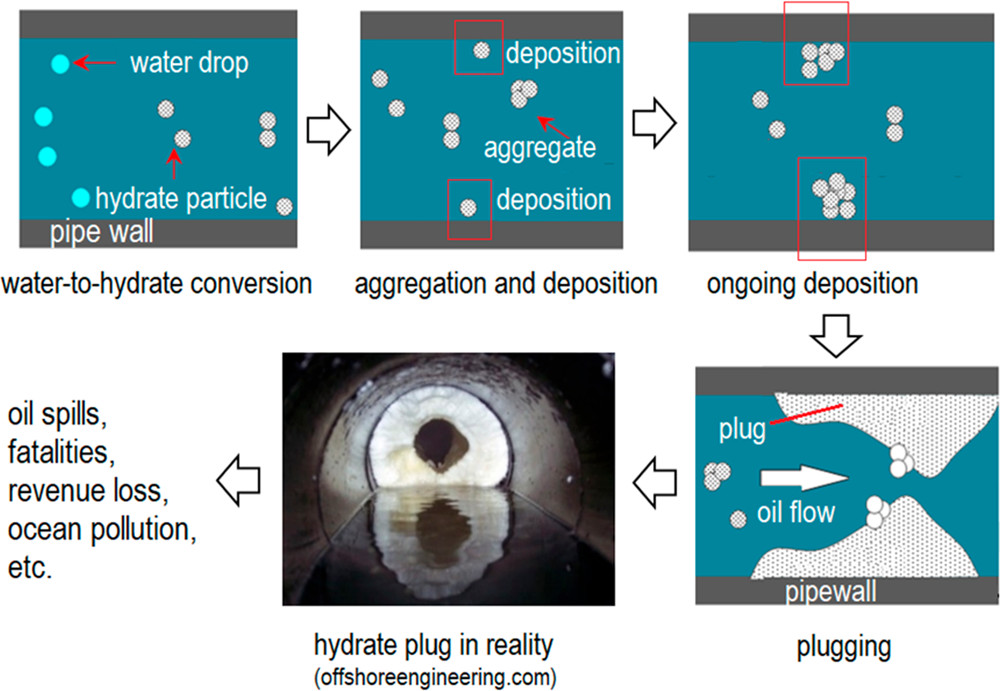 water drop
hydrate particle
pipe wall
water-to-hydrate conversion
deposition
aggregate
deposition
aggregation and deposition
ongoing deposition
plug
oil flow
pipewall
plugging
hydrate plug in reality
(offshoreengineering.com)
oil spills,
fatalities,
revenue loss,
ocean pollution,
etc.